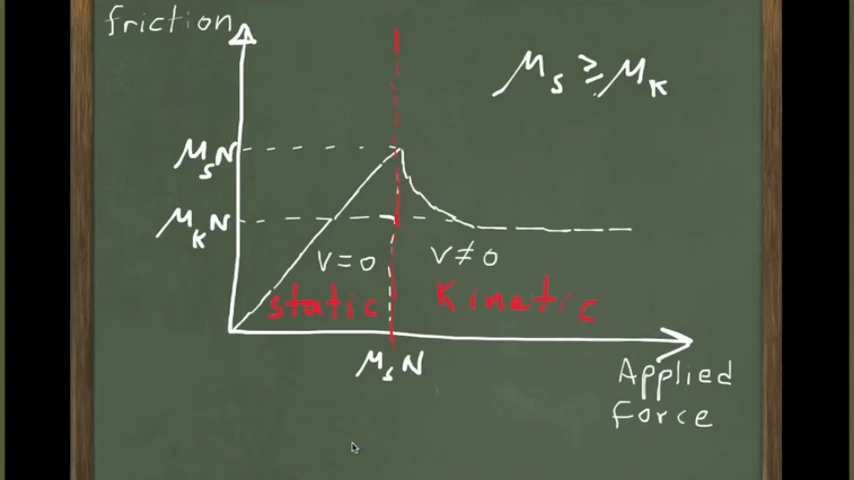 friction
μs ≥ μK
μsN
μKN
v=0
v≠0
static
Kinetic
μsN
Applied
Force